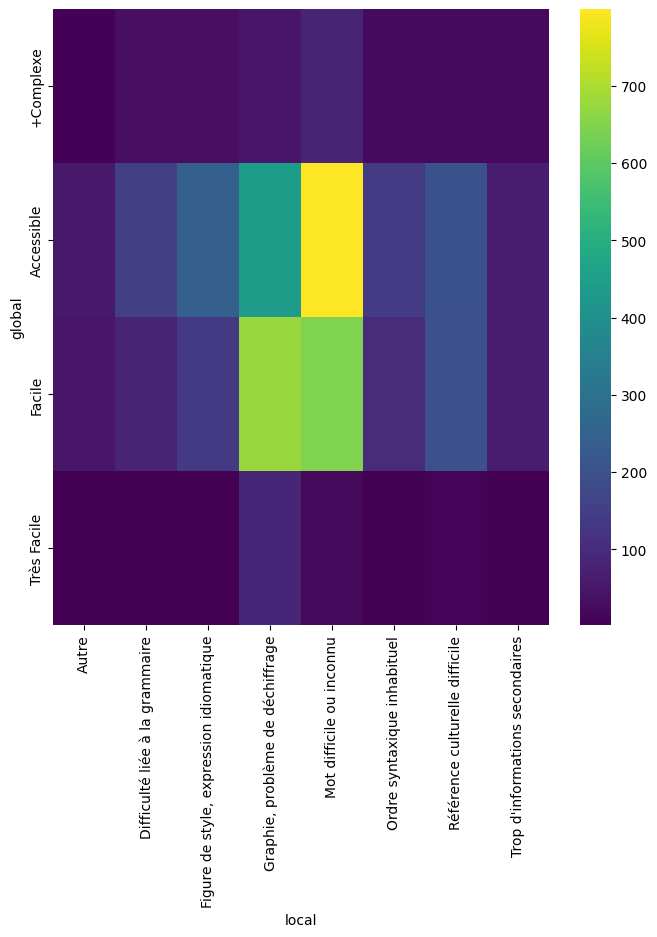 +Complexe
Accessible
Facile
Très Facile
global
Autre
Difficulté liée à la grammaire
Figure de style, expression idiomatique
Graphie, problème de déchiffrage
Mot difficile ou inconnu
Ordre syntaxique inhabituel
Référence culturelle difficile
Trop d'informations secondaires
local
700
600
500
400
300
200
100